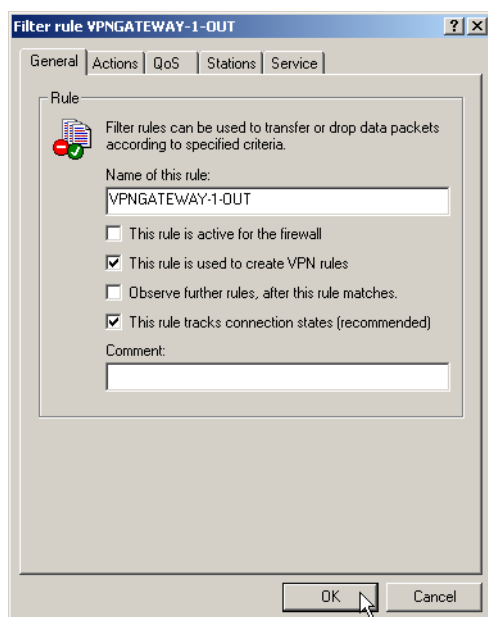 Filter rule VPNGATEWAY-1-OUT
General Actions QoS Stations Service
Rule
Filter rules can be used to transfer or drop data packets
according to specified criteria.
Name of this rule:
VPNGATEWAY-1-OUT
This rule is active for the firewall
This rule is used to create VPN rules
Observe further rules, after this rule matches.
This rule tracks connection states (recommended)
Comment:
OK Cancel